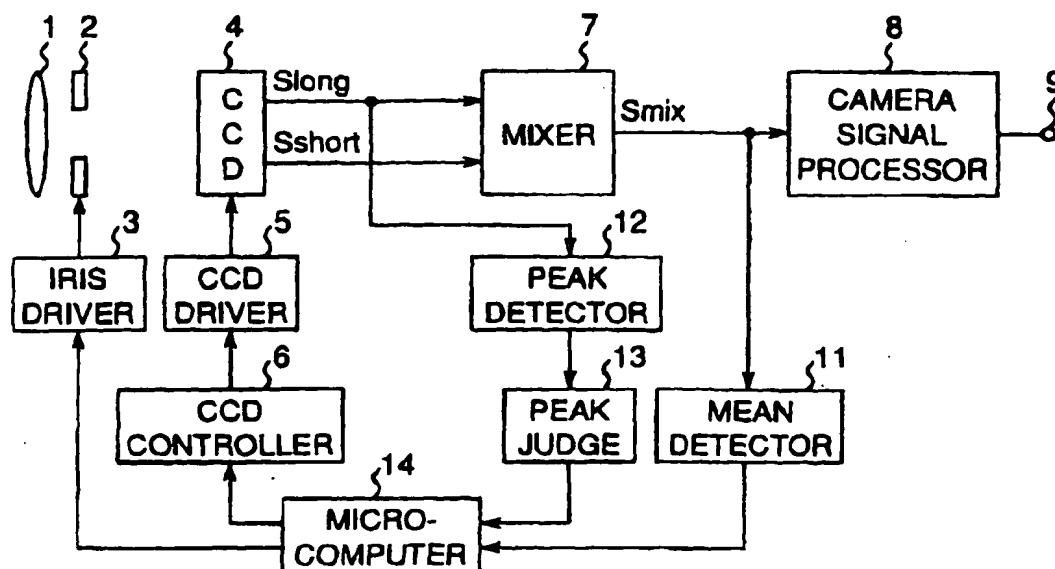 1 2 4 7 8 9
CCD
Slong
Sshort
MIXER
Smix
CAMERA
SIGNAL
PROCESSOR
3 5 12
IRIS
DRIVER
CCD
DRIVER
PEAK
DETECTOR
6 13 11
CCD
CONTROLLER
PEAK
JUDGE
MEAN
DETECTOR
14
MICRO-
COMPUTER